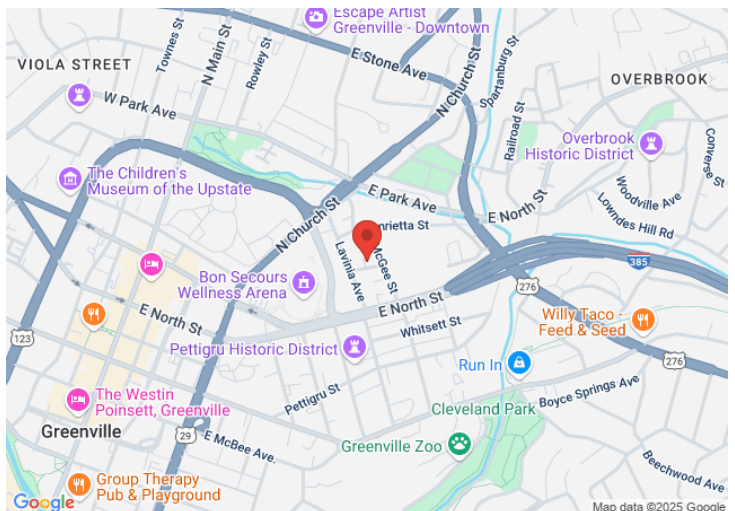 Escape Artist
Greenville - Downtown
Townes St
N Main St
Rowley St
E Stone Ave
Spartanburg St
VIOLA STREET
OVERBROOK
W Park Ave
N Church St
Railroad St
Overbrook
Historic District
Converse St
The Children's
Museum of the Upstate
E Park Ave
Woodville Ave
E North St
Lowndes Hill Rd
N Church St
nrietta St
McGee St
Lavinia Ave
385
Bon Secours
Wellness Arena
276
E North St
E North St
Willy Taco -
Feed & Seed
Whitsett St
123
Pettigru Historic District
276
Run In
The Westin
Poinsett, Greenville
Pettigru St
Boyce Springs Ave
Cleveland Park
Greenville
29
E McBee Ave.
Greenville Zoo
Beechwood Ave
Group Therapy
Pub & Playground
Google
Map data ©2025 Google